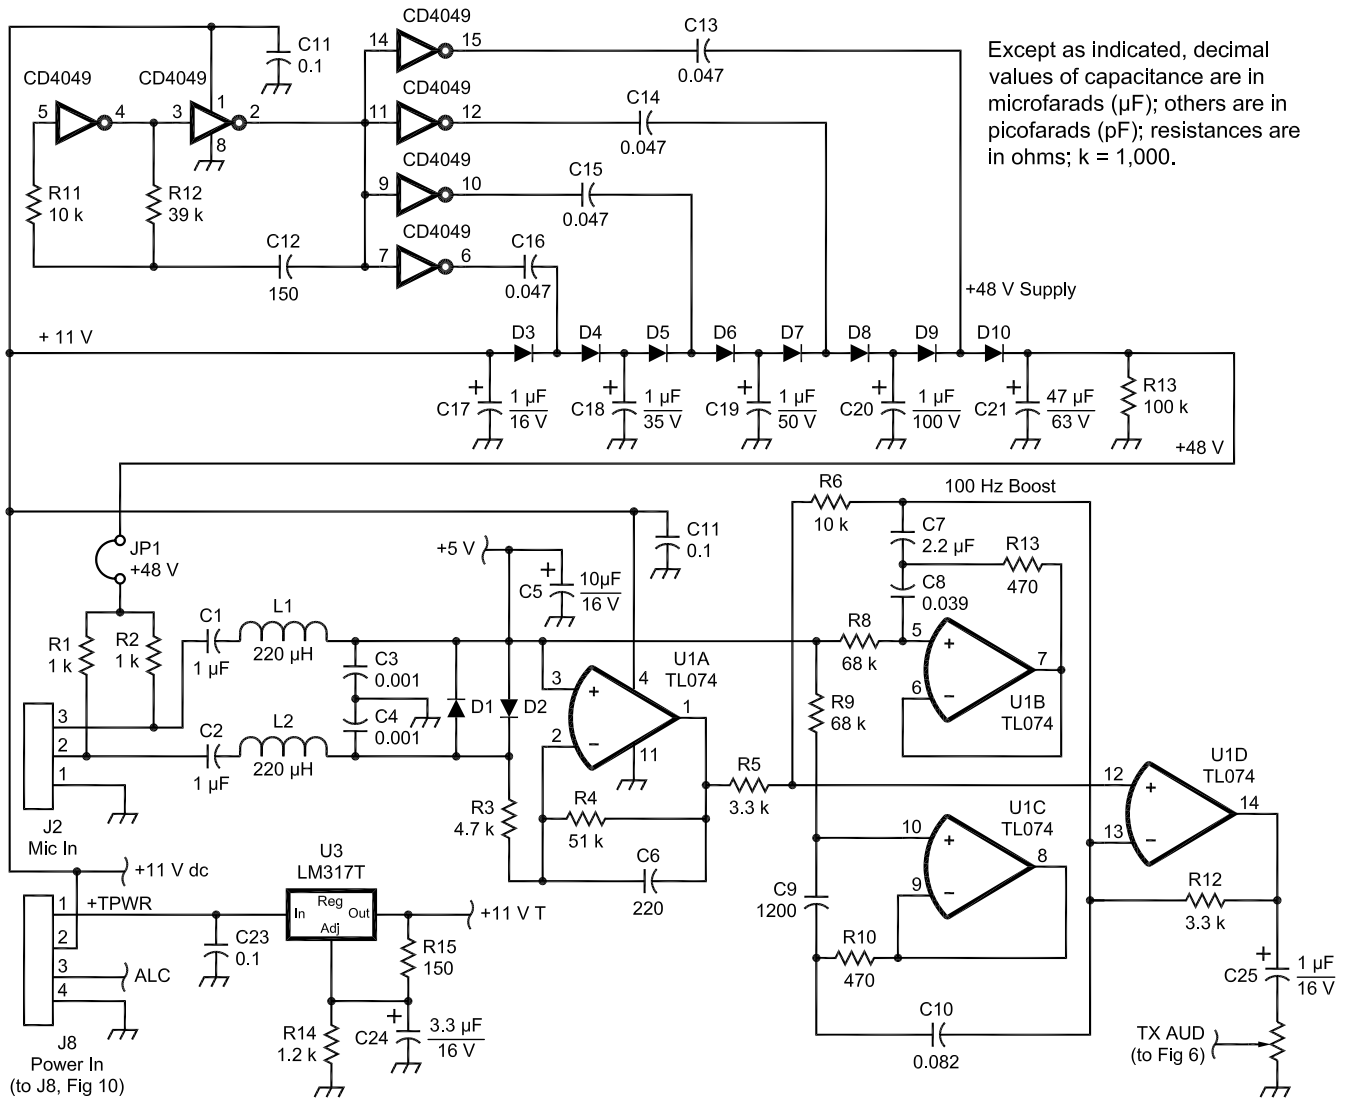 CD4049
C13
14
15
0.047
C11
0.1
Except as indicated, decimal
values of capacitance are in
microfarads (µF); others are in
picofarads (pF); resistances are
in ohms; k = 1,000.
CD4049
5
4
CD4049
3
1
2
8
CD4049
11
12
C14
0.047
CD4049
9
10
C15
0.047
R11
10 k
R12
39 k
C12
150
CD4049
7
6
C16
0.047
+48 V Supply
+ 11 V
D3
D4
D5
D6
D7
D8
D9
D10
+
C17
1 µF
16 V
+
C18
1 µF
35 V
+
C19
1 µF
50 V
+
C20
1 µF
100 V
+
C21
47 µF
63 V
R13
100 k
+48 V
R6
10 k
100 Hz Boost
JP1
+48 V
+5 V
+
C5
10µF
16 V
C11
0.1
C7
2.2 µF
R13
470
C8
0.039
R1
1 k
R2
1 k
C1
1 µF
L1
220 µH
C3
0.001
C4
0.001
D1
D2
3
+
4
U1A
TL074
1
2
−
11
R8
68 k
5
+
7
6
−
U1B
TL074
R9
68 k
3
2
1
J2
Mic In
C2
1 µF
L2
220 µH
R3
4.7 k
R4
51 k
C6
220
R5
3.3 k
U1D
TL074
12
+
14
13
−
U1C
TL074
10
+
8
9
−
C9
1200
R10
470
C10
0.082
R12
3.3 k
+
C25
1 µF
16 V
TX AUD
(to Fig 6)
+11 V dc
1
+TPWR
2
3
ALC
4
J8
Power In
(to J8, Fig 10)
C23
0.1
U3
LM317T
Reg
In
Out
Adj
+11 V T
R15
150
R14
1.2 k
+
C24
3.3 µF
16 V